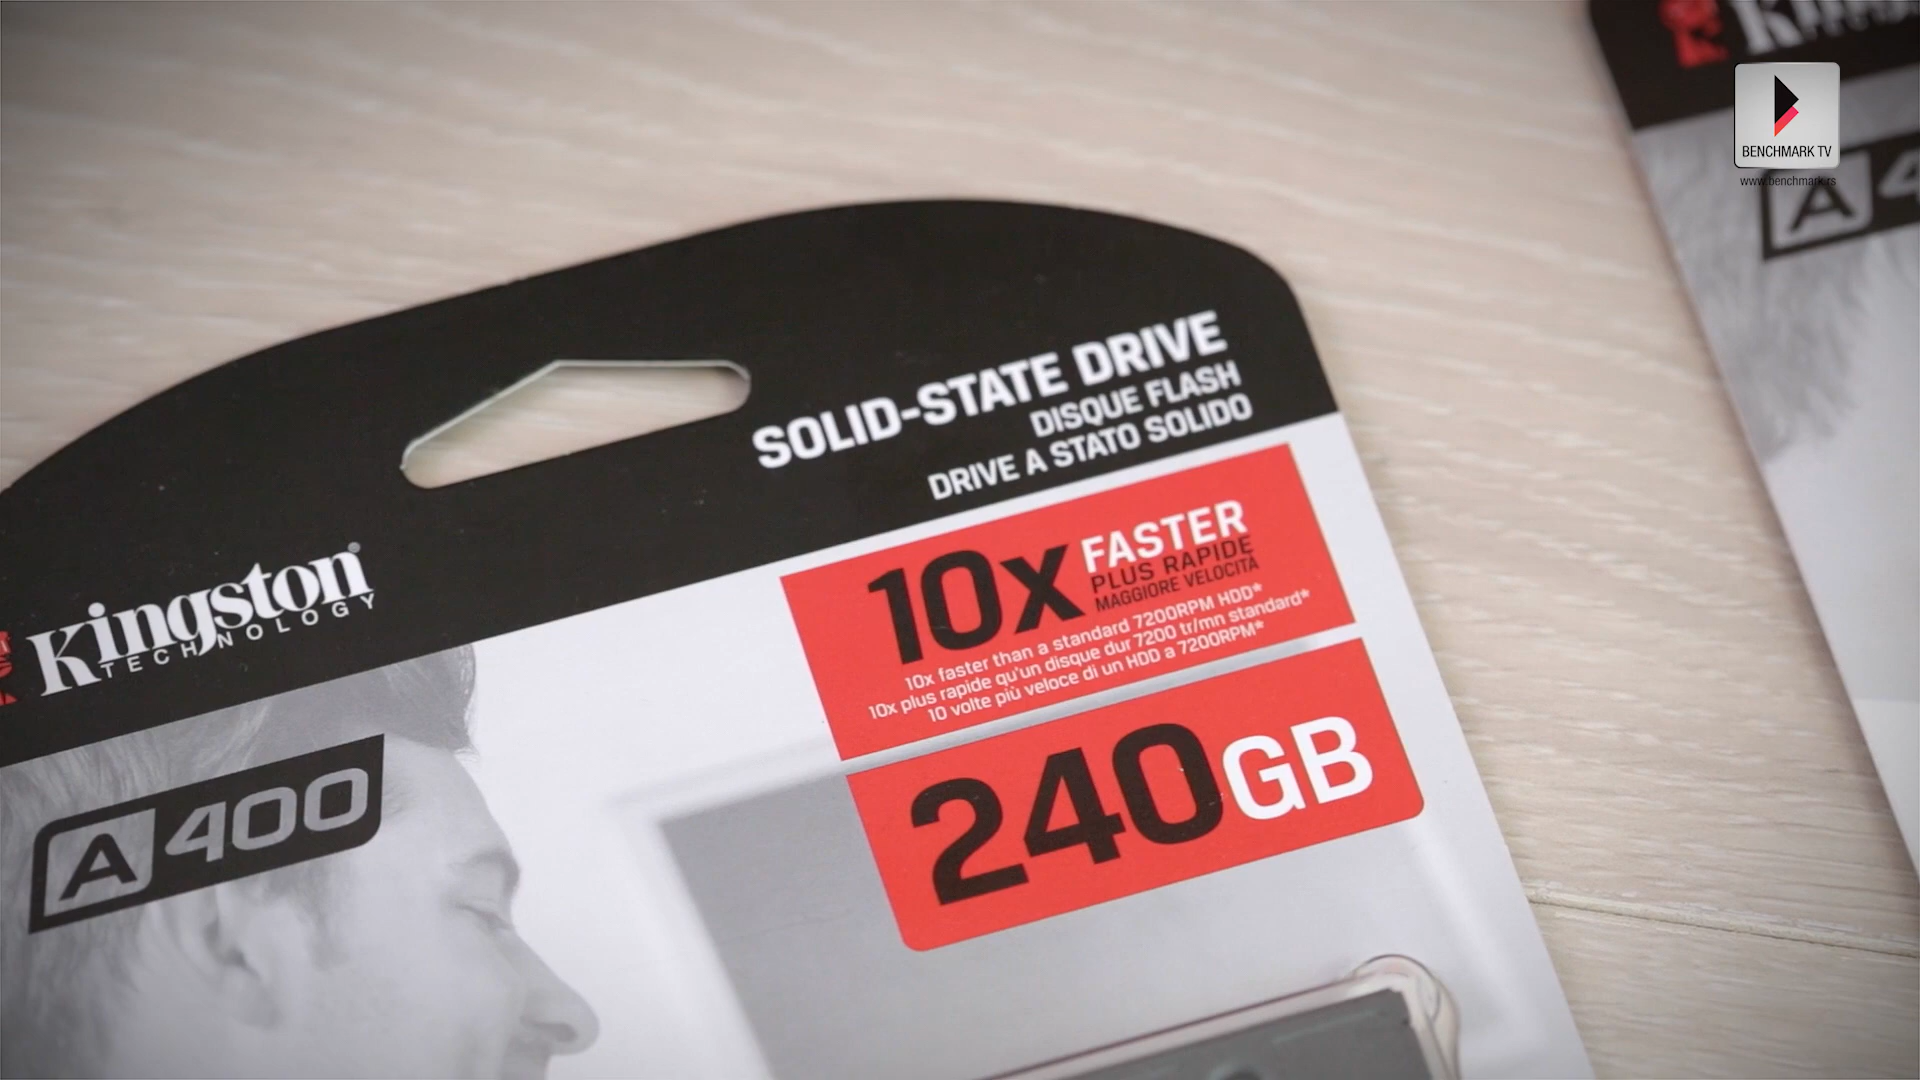 BENCHMARK TV
www.benchmark.rs
A 4
SOLID-STATE DRIVE
DISQUE FLASH
DRIVE A STATO SOLIDO
Kingston®
TECHNOLOGY
10x FASTER
PLUS RAPIDE
MAGGIORE VELOCITÀ
10x faster than a standard 7200RPM HDD*
10x plus rapide qu'un disque dur 7200 tr/mn standard*
10 volte più veloce di un HDD a 7200RPM*
240GB
A400